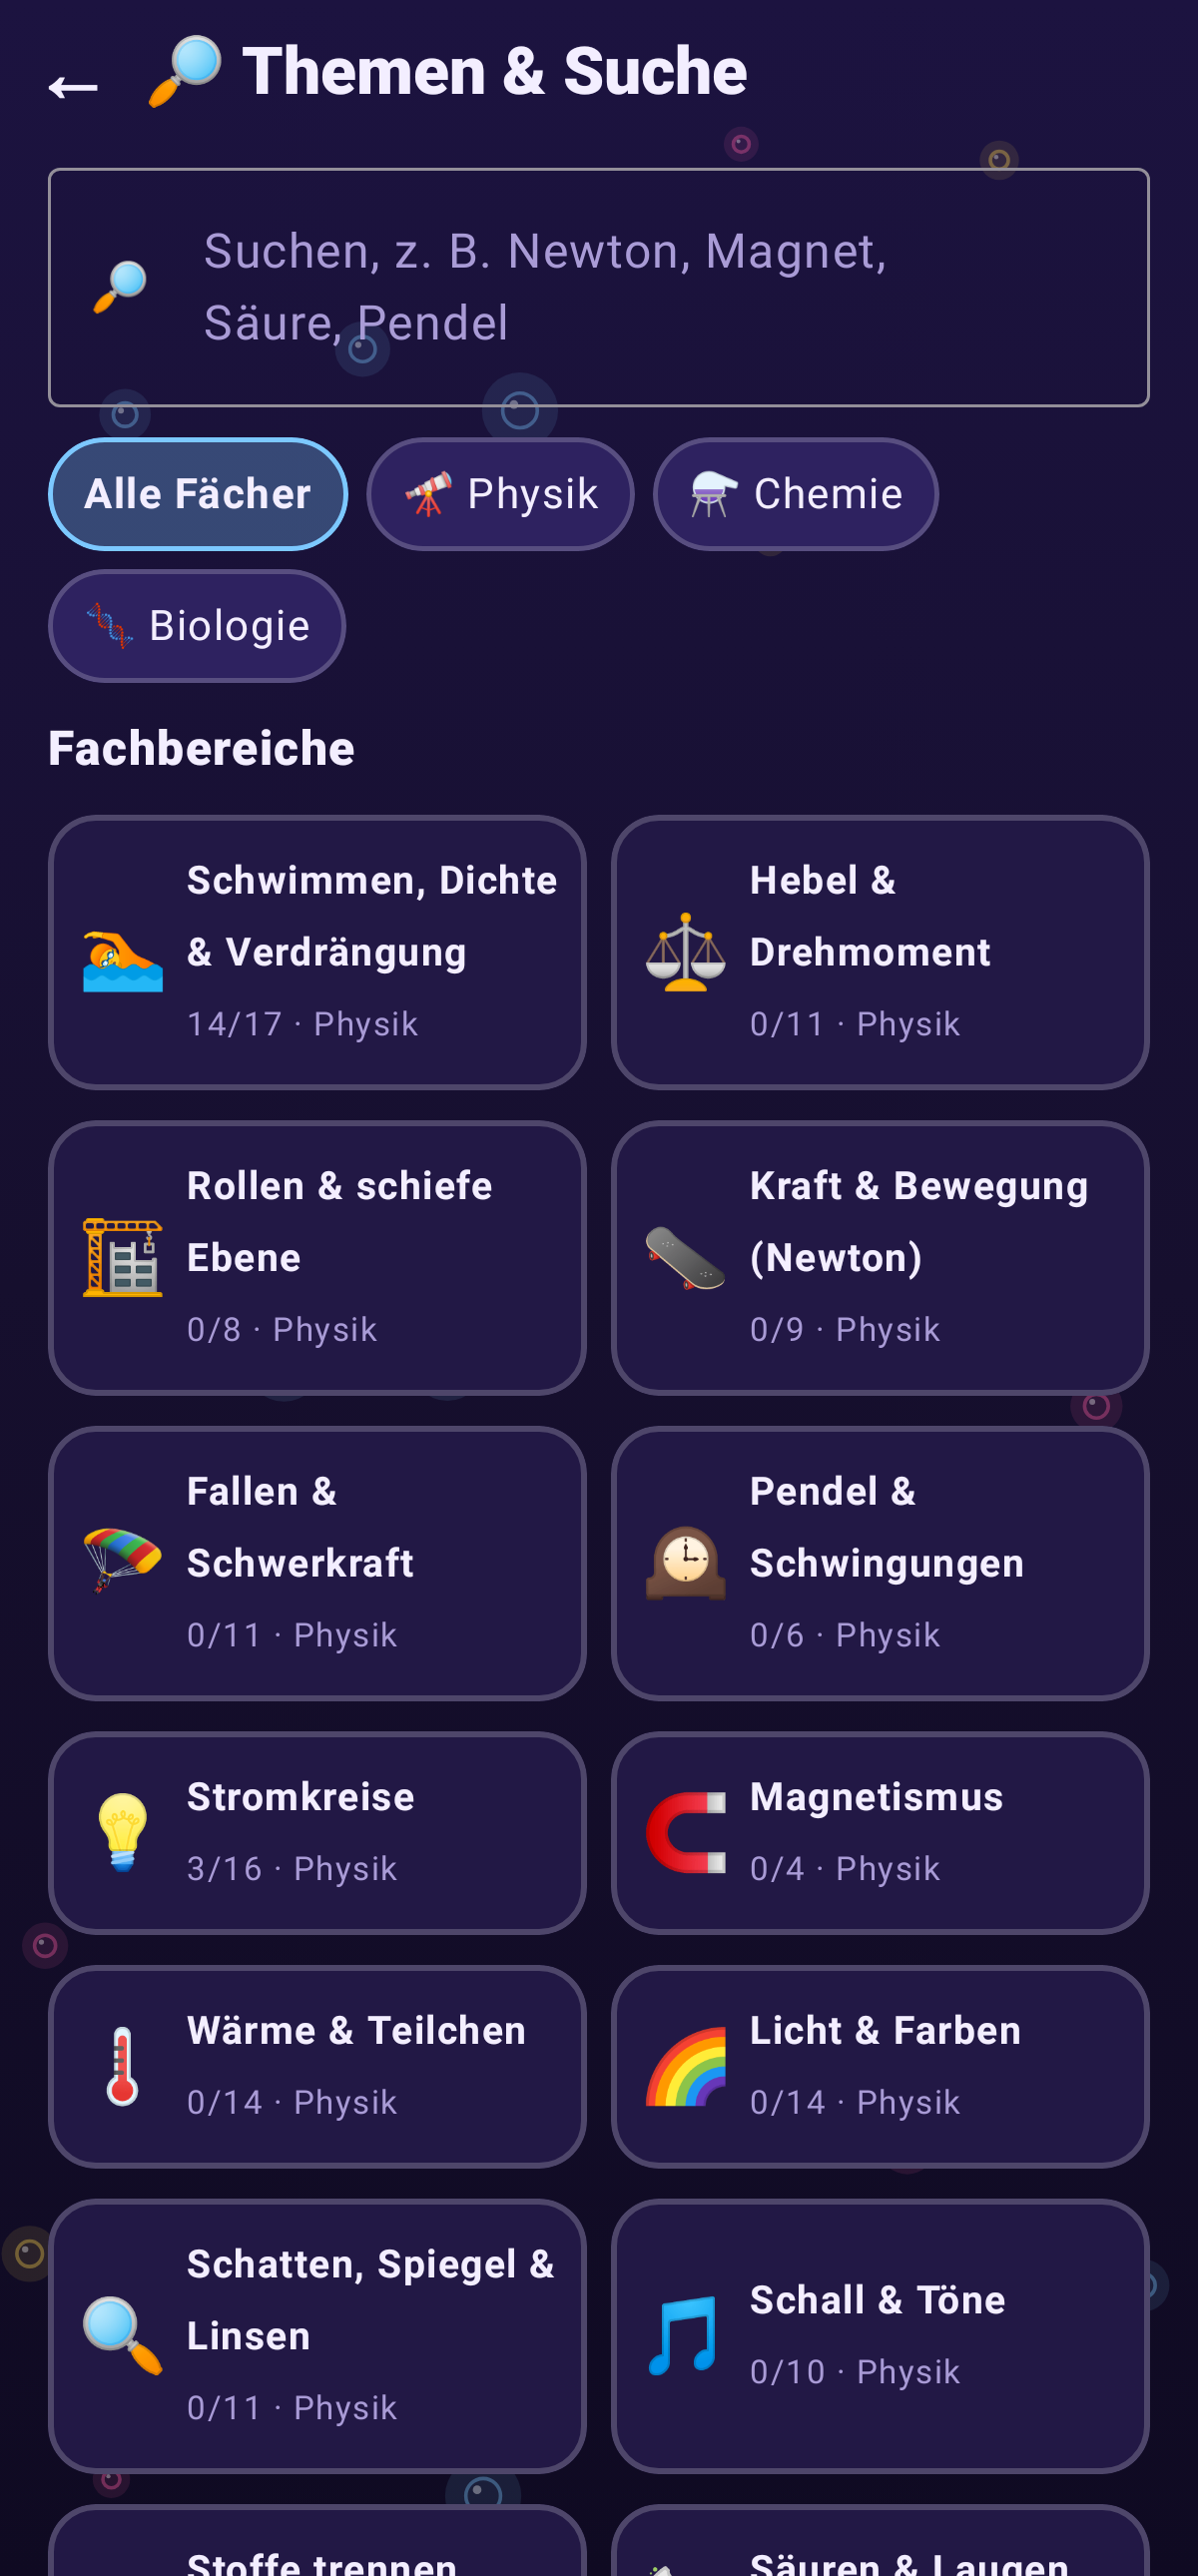 ← Themen & Suche
Suchen, z. B. Newton, Magnet,
Säure, Pendel
Alle Fächer
Physik
Chemie
Biologie
Fachbereiche
Schwimmen, Dichte
& Verdrängung
14/17 · Physik
Hebel &
Drehmoment
0/11 · Physik
Rollen & schiefe
Ebene
0/8 · Physik
Kraft & Bewegung
(Newton)
0/9 · Physik
Fallen &
Schwerkraft
0/11 · Physik
Pendel &
Schwingungen
0/6 · Physik
Stromkreise
3/16 · Physik
Magnetismus
0/4 · Physik
Wärme & Teilchen
0/14 · Physik
Licht & Farben
0/14 · Physik
Schatten, Spiegel &
Linsen
0/11 · Physik
Schall & Töne
0/10 · Physik
Stoffe trennen
Säuren & Laugen